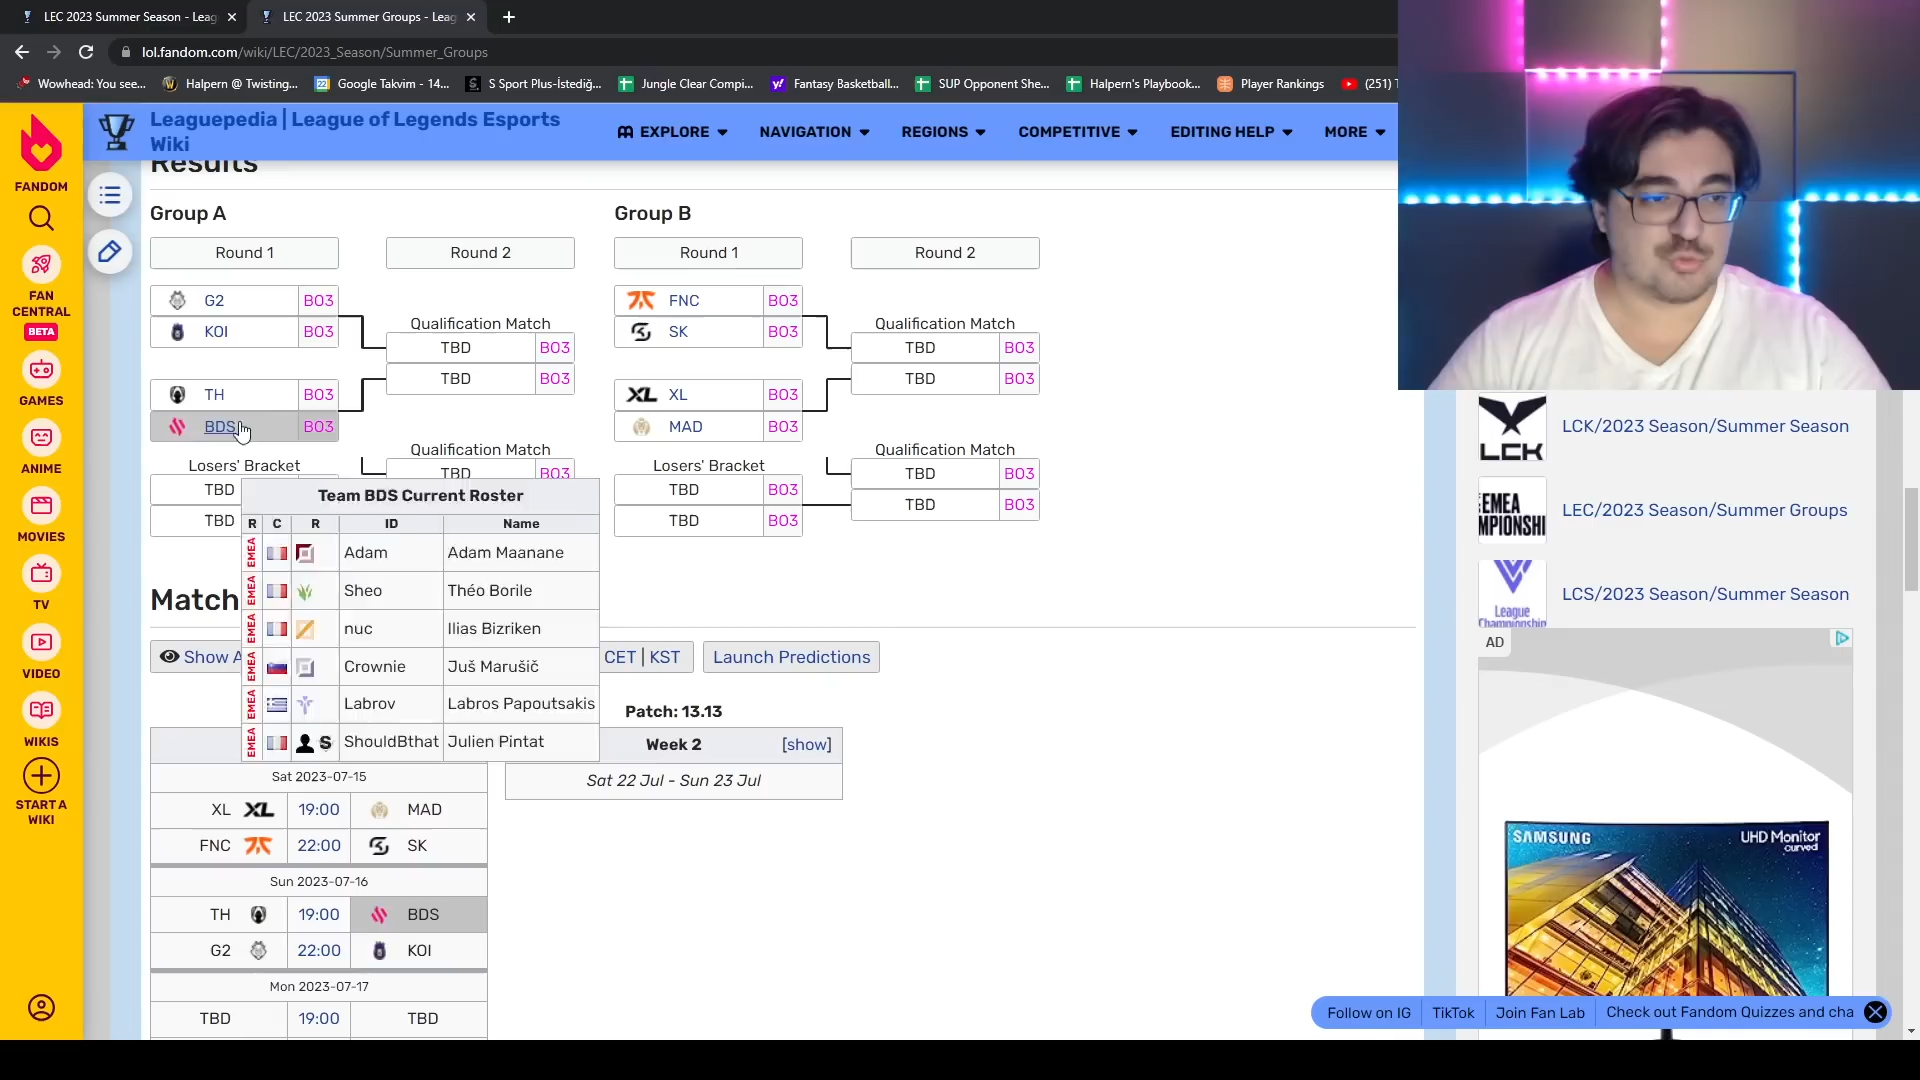 LEC 2023 Summer Season - Leag
LEC 2023 Summer Groups - Leag
lol.fandom.com/wiki/LEC/2023_Season/Summer_Groups
Wowhead: You see...
Halpern @ Twisting...
Google Takvim - 14...
S Sport Plus-İstediğ...
Jungle Clear Compi...
Fantasy Basketball...
SUP Opponent She...
Halpern's Playbook...
Player Rankings
(251)
Leaguepedia | League of Legends Esports
Wiki
EXPLORE
NAVIGATION
REGIONS
COMPETITIVE
EDITING HELP
MORE
FANDOM
FAN
CENTRAL
BETA
GAMES
ANIME
MOVIES
TV
VIDEO
WIKIS
START A
WIKI
Results
Group A
Round 1
Round 2
G2 BO3
KOI BO3
TH BO3
BDS BO3
Qualification Match
TBD BO3
TBD BO3
Losers' Bracket
TBD
TBD
Qualification Match
TBD BO3
Group B
Round 1
Round 2
FNC BO3
SK BO3
XL XL BO3
MAD BO3
Qualification Match
TBD BO3
TBD BO3
Losers' Bracket
TBD BO3
TBD BO3
Qualification Match
TBD BO3
TBD BO3
Team BDS Current Roster
R C R ID Name
EMEA Adam Adam Maanane
EMEA Sheo Théo Borile
EMEA nuc Ilias Bizriken
EMEA Crownie Juš Marušič
EMEA Labrov Labros Papoutsakis
EMEA S ShouldBthat Julien Pintat
Match
Show A
CET | KST
Launch Predictions
Patch: 13.13
Week 2 [show]
Sat 22 Jul - Sun 23 Jul
Sat 2023-07-15
XL XL 19:00 MAD
FNC 22:00 SK
Sun 2023-07-16
TH 19:00 BDS
G2 22:00 KOI
Mon 2023-07-17
TBD 19:00 TBD
LCK
LCK/2023 Season/Summer Season
EMEA
MPIONSHI
LEC/2023 Season/Summer Groups
League
Championship
LCS/2023 Season/Summer Season
AD
SAMSUNG
UHD Monitor
curved
Follow on IG
TikTok
Join Fan Lab
Check out Fandom Quizzes and cha